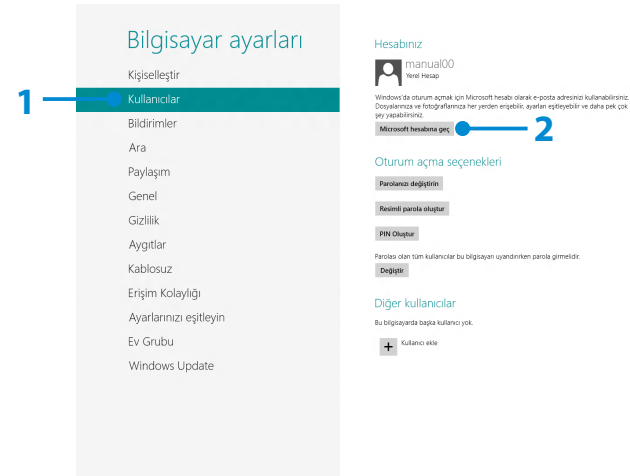 Bilgisayar ayarları
Kişiselleştir
1
Kullanıcılar
Bildirimler
Ara
Paylaşım
Genel
Gizlilik
Aygıtlar
Kablosuz
Erişim Kolaylığı
Ayarlarınızı eşitleyin
Ev Grubu
Windows Update
Hesabınız
manual00
Yerel Hesap
Windows'da oturum açmak için Microsoft hesabı olarak e-posta adresinizi kullanabilirsiniz.
Dosyalarınıza ve fotoğraflarınıza her yerden erişebilir, ayarları eşitleyebilir ve daha pek çok
şey yapabilirsiniz.
Microsoft hesabına geç
2
Oturum açma seçenekleri
Parolanızı değiştirin
Resimli parola oluştur
PIN Oluştur
Parolası olan tüm kullanıcılar bu bilgisayarı uyandırırken parola girmelidir.
Değiştir
Diğer kullanıcılar
Bu bilgisayarda başka kullanıcı yok.
Kullanıcı ekle